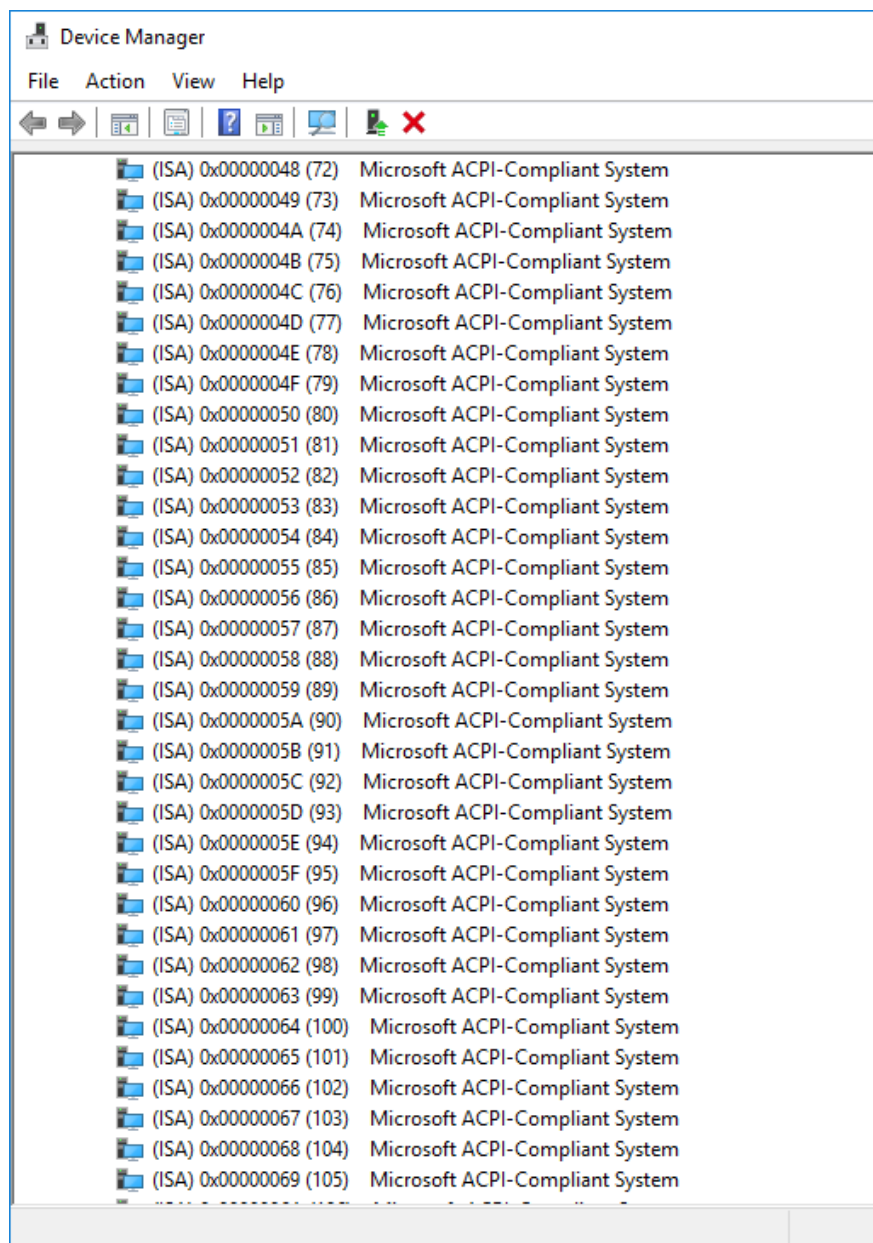 Device Manager
File Action View Help
(ISA) 0x00000048 (72) Microsoft ACPI-Compliant System
(ISA) 0x00000049 (73) Microsoft ACPI-Compliant System
(ISA) 0x0000004A (74) Microsoft ACPI-Compliant System
(ISA) 0x0000004B (75) Microsoft ACPI-Compliant System
(ISA) 0x0000004C (76) Microsoft ACPI-Compliant System
(ISA) 0x0000004D (77) Microsoft ACPI-Compliant System
(ISA) 0x0000004E (78) Microsoft ACPI-Compliant System
(ISA) 0x0000004F (79) Microsoft ACPI-Compliant System
(ISA) 0x00000050 (80) Microsoft ACPI-Compliant System
(ISA) 0x00000051 (81) Microsoft ACPI-Compliant System
(ISA) 0x00000052 (82) Microsoft ACPI-Compliant System
(ISA) 0x00000053 (83) Microsoft ACPI-Compliant System
(ISA) 0x00000054 (84) Microsoft ACPI-Compliant System
(ISA) 0x00000055 (85) Microsoft ACPI-Compliant System
(ISA) 0x00000056 (86) Microsoft ACPI-Compliant System
(ISA) 0x00000057 (87) Microsoft ACPI-Compliant System
(ISA) 0x00000058 (88) Microsoft ACPI-Compliant System
(ISA) 0x00000059 (89) Microsoft ACPI-Compliant System
(ISA) 0x0000005A (90) Microsoft ACPI-Compliant System
(ISA) 0x0000005B (91) Microsoft ACPI-Compliant System
(ISA) 0x0000005C (92) Microsoft ACPI-Compliant System
(ISA) 0x0000005D (93) Microsoft ACPI-Compliant System
(ISA) 0x0000005E (94) Microsoft ACPI-Compliant System
(ISA) 0x0000005F (95) Microsoft ACPI-Compliant System
(ISA) 0x00000060 (96) Microsoft ACPI-Compliant System
(ISA) 0x00000061 (97) Microsoft ACPI-Compliant System
(ISA) 0x00000062 (98) Microsoft ACPI-Compliant System
(ISA) 0x00000063 (99) Microsoft ACPI-Compliant System
(ISA) 0x00000064 (100) Microsoft ACPI-Compliant System
(ISA) 0x00000065 (101) Microsoft ACPI-Compliant System
(ISA) 0x00000066 (102) Microsoft ACPI-Compliant System
(ISA) 0x00000067 (103) Microsoft ACPI-Compliant System
(ISA) 0x00000068 (104) Microsoft ACPI-Compliant System
(ISA) 0x00000069 (105) Microsoft ACPI-Compliant System